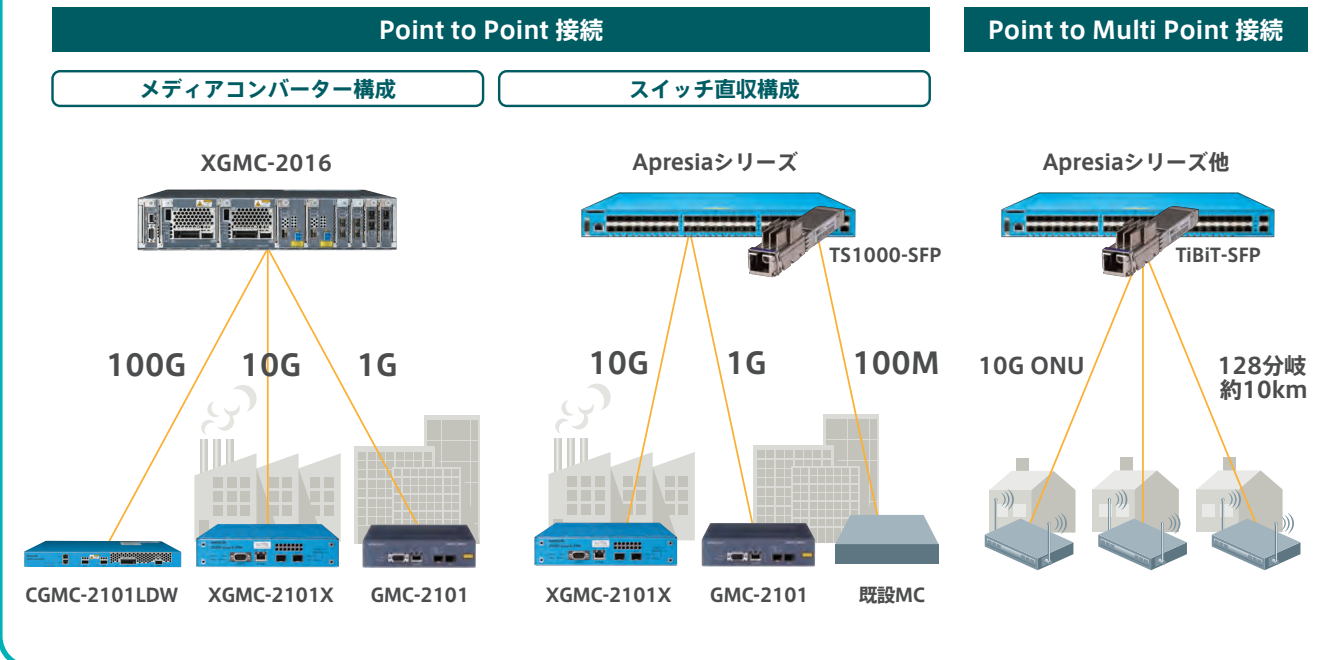 Point to Point 接続
Point to Multi Point 接続
メディアコンバーター構成
スイッチ直収構成
XGMC-2016
Apresiaシリーズ
Apresiaシリーズ他
TS1000-SFP
TiBiT-SFP
100G
10G
1G
10G
1G
100M
10G ONU
128分岐
約10km
CGMC-2101LDW
XGMC-2101X
GMC-2101
XGMC-2101X
GMC-2101
既設MC